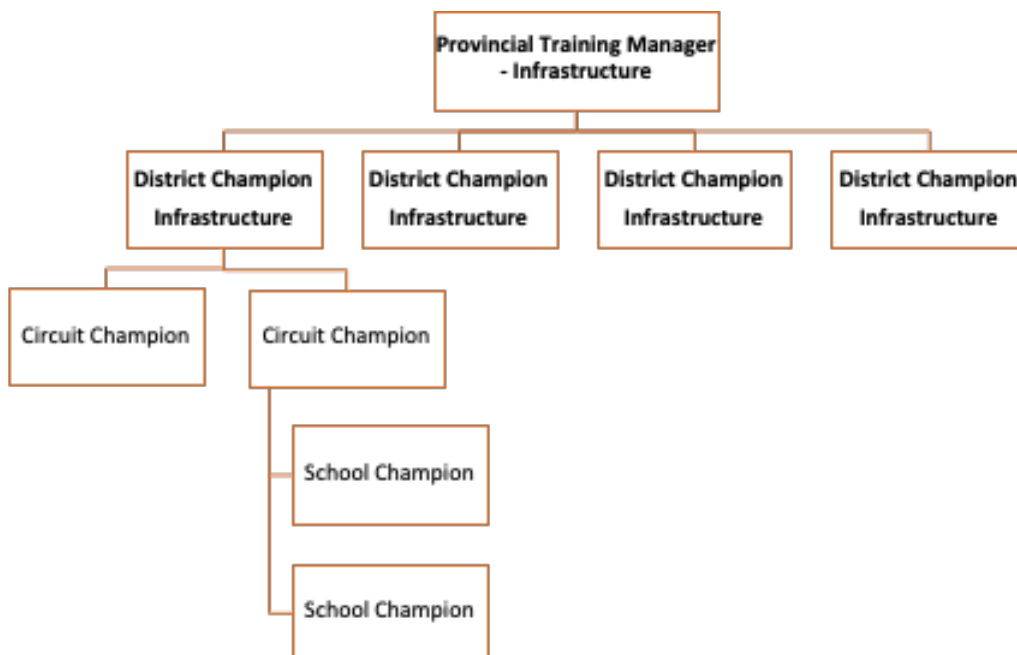 Provincial Training Manager
- Infrastructure
District Champion
Infrastructure
District Champion
Infrastructure
District Champion
Infrastructure
District Champion
Infrastructure
Circuit Champion
Circuit Champion
School Champion
School Champion